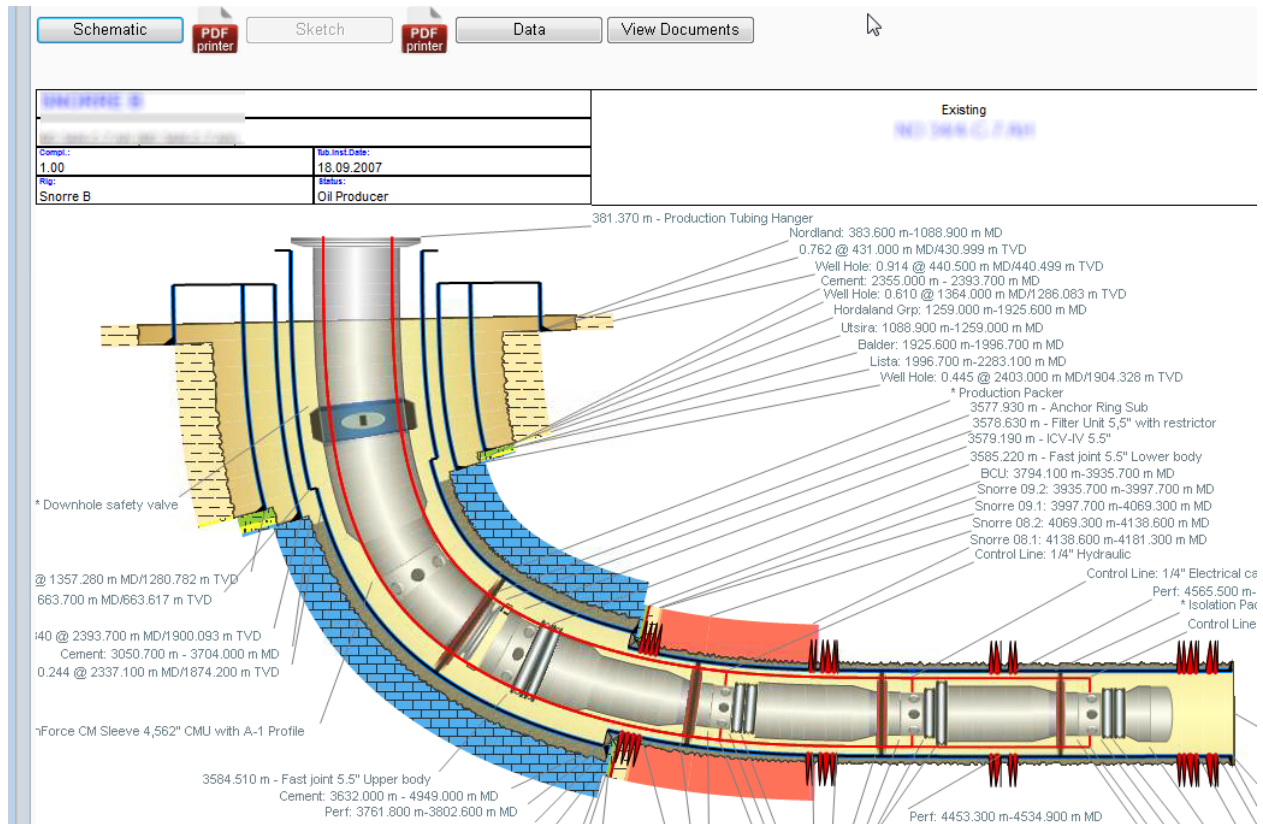 Schematic
PDF
printer
Sketch
PDF
printer
Data
View Documents
Existing
Compl.:
1.00
Tub.Inst.Date:
18.09.2007
Rig:
Snorre B
Status:
Oil Producer
381.370 m - Production Tubing Hanger
Nordland: 383.600 m-1088.900 m MD
0.762 @ 431.000 m MD/430.999 m TVD
Well Hole: 0.914 @ 440.500 m MD/440.499 m TVD
Cement: 2355.000 m - 2393.700 m MD
Well Hole: 0.610 @ 1364.000 m MD/1286.083 m TVD
Hordaland Grp: 1259.000 m-1925.600 m MD
Utsira: 1088.900 m-1259.000 m MD
Balder: 1925.600 m-1996.700 m MD
Lista: 1996.700 m-2283.100 m MD
Well Hole: 0.445 @ 2403.000 m MD/1904.328 m TVD
* Production Packer
3577.930 m - Anchor Ring Sub
3578.630 m - Filter Unit 5,5" with restrictor
3579.190 m - ICV-IV 5.5"
3585.220 m - Fast joint 5.5" Lower body
BCU: 3794.100 m-3935.700 m MD
Snorre 09.2: 3935.700 m-3997.700 m MD
Snorre 09.1: 3997.700 m-4069.300 m MD
Snorre 08.2: 4069.300 m-4138.600 m MD
Snorre 08.1: 4138.600 m-4181.300 m MD
Control Line: 1/4" Hydraulic
Control Line: 1/4" Electrical ca
Perf: 4565.500 m-
* Isolation Pac
Control Line
* Downhole safety valve
@ 1357.280 m MD/1280.782 m TVD
663.700 m MD/663.617 m TVD
40 @ 2393.700 m MD/1900.093 m TVD
Cement: 3050.700 m - 3704.000 m MD
0.244 @ 2337.100 m MD/1874.200 m TVD
Force CM Sleeve 4,562" CMU with A-1 Profile
3584.510 m - Fast joint 5.5" Upper body
Cement: 3632.000 m - 4949.000 m MD
Perf: 3761.800 m-3802.600 m MD
Perf: 4453.300 m-4534.900 m MD